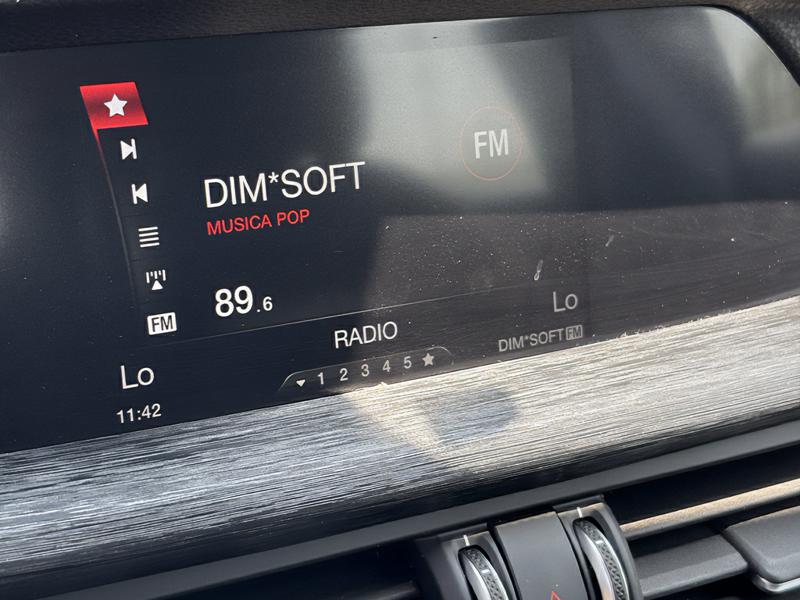 FM
DIM*SOFT
MUSICA POP
89.6
FM
Lo
RADIO
DIM*SOFT FM
1 2 3 4 5
Lo
11:42